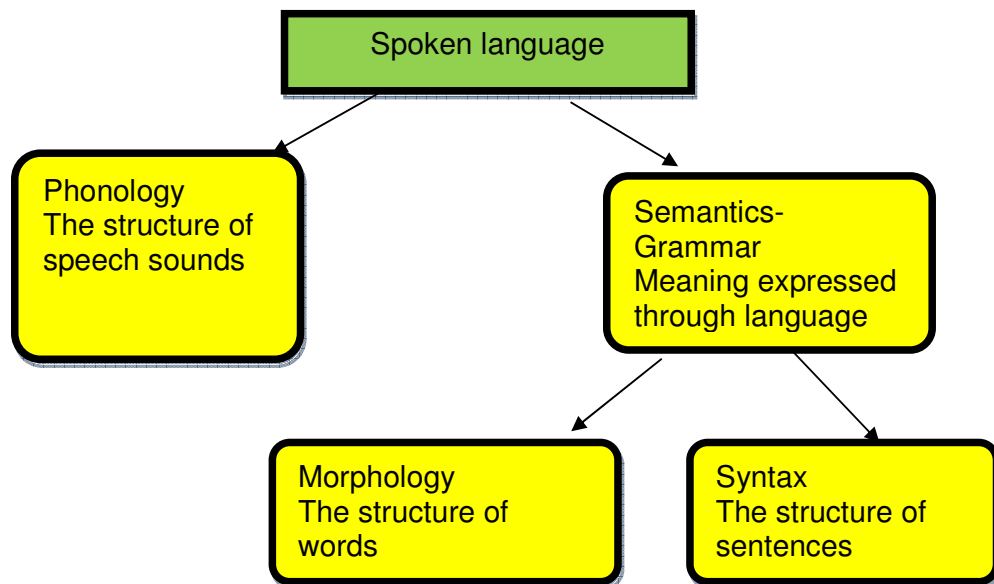 Spoken language
Phonology
The structure of
speech sounds
Semantics-
Grammar
Meaning expressed
through language
Morphology
The structure of
words
Syntax
The structure of
sentences